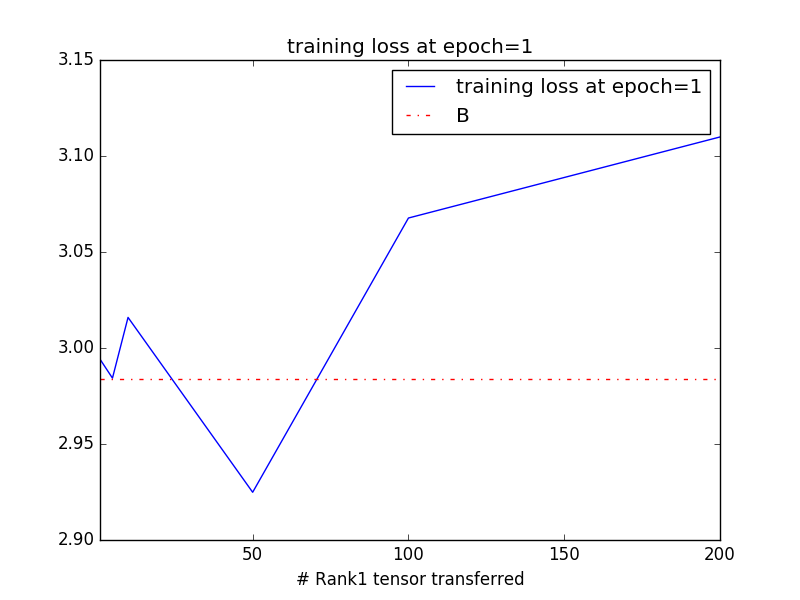 training loss at epoch=1
3.15
3.10
3.05
3.00
2.95
2.90
training loss at epoch=1
B
50
100
150
200
# Rank1 tensor transferred